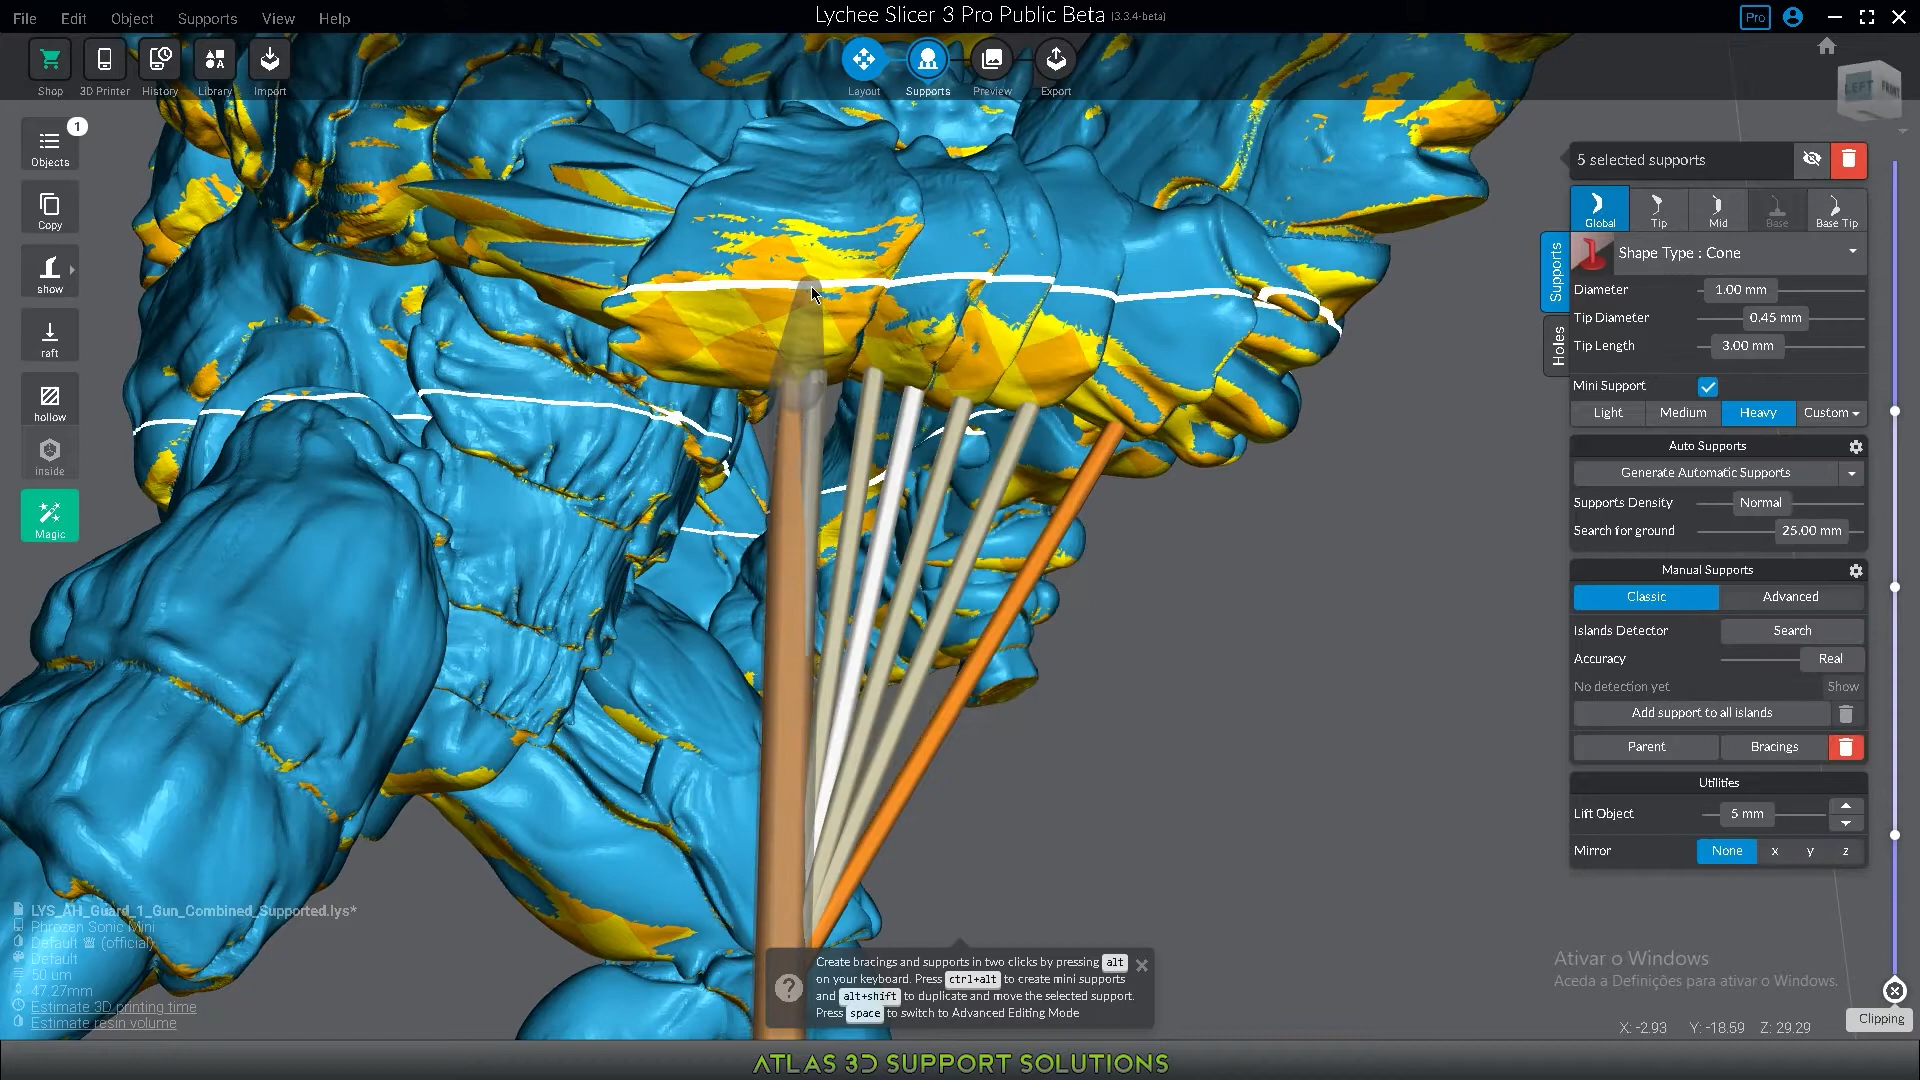 File Edit Object Supports View Help
Lychee Slicer 3 Pro Public Beta [3.3.4-beta]
Pro
Shop 3D Printer History Library Import
Layout Supports Preview Export
LEFT FRONT
1
Objects
Copy
show
raft
hollow
inside
Magic
5 selected supports
Global Tip Mid Base Base Tip
Supports
Holes
Shape Type : Cone
Diameter 1.00 mm
Tip Diameter 0.45 mm
Tip Length 3.00 mm
Mini Support
Light Medium Heavy Custom
Auto Supports
Generate Automatic Supports
Supports Density Normal
Search for ground 25.00 mm
Manual Supports
Classic Advanced
Islands Detector Search
Accuracy Real
No detection yet Show
Add support to all islands
Parent Bracings
Utilities
Lift Object 5 mm
Mirror None x y z
LYS_AH_Guard_1_Gun_Combined_Supported.lys*
Phrozen Sonic Mini
Default (official)
Default
50 um
47.27mm
Estimate 3D printing time
Estimate resin volume
Create bracings and supports in two clicks by pressing alt
on your keyboard. Press ctrl+alt to create mini supports
and alt+shift to duplicate and move the selected support.
Press space to switch to Advanced Editing Mode
Ativar o Windows
Aceda a Definições para ativar o Windows.
X: -2.93 Y: -18.59 Z: 29.29
Clipping
ATLAS 3D SUPPORT SOLUTIONS